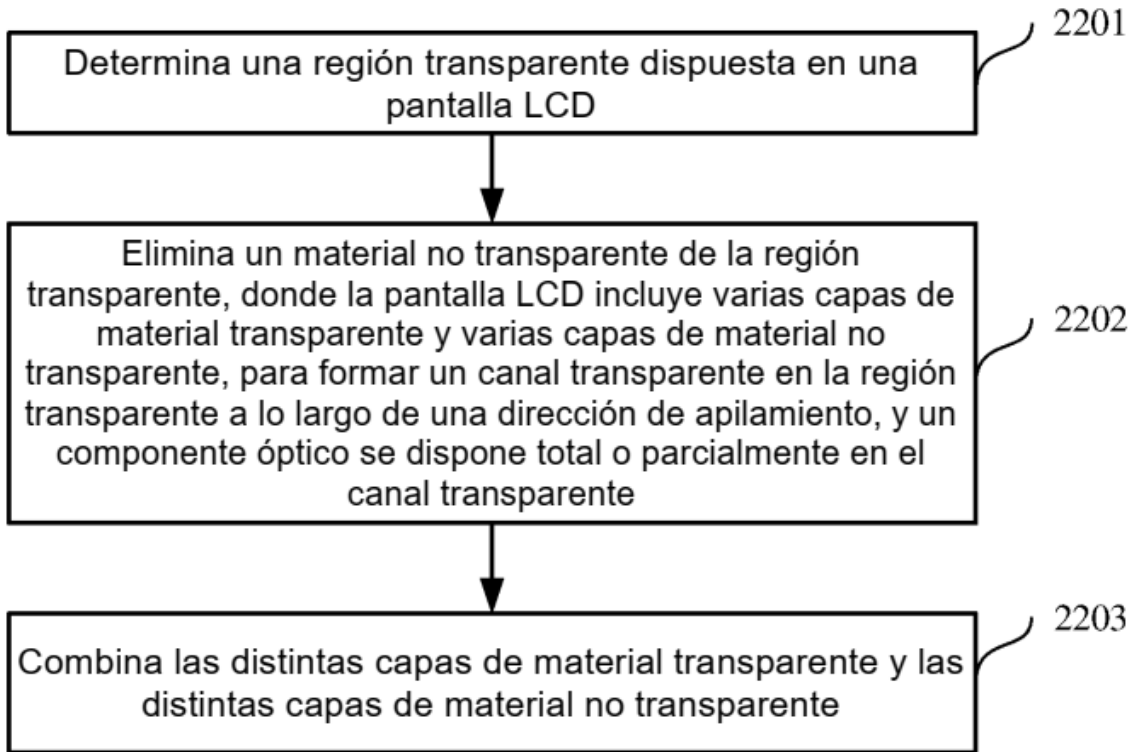 2201
Determina una región transparente dispuesta en una
pantalla LCD
Elimina un material no transparente de la región
transparente, donde la pantalla LCD incluye varias capas de
material transparente y varias capas de material no
transparente, para formar un canal transparente en la región
transparente a lo largo de una dirección de apilamiento, y un
componente óptico se dispone total o parcialmente en el
canal transparente
2202
Combina las distintas capas de material transparente y las
distintas capas de material no transparente
2203